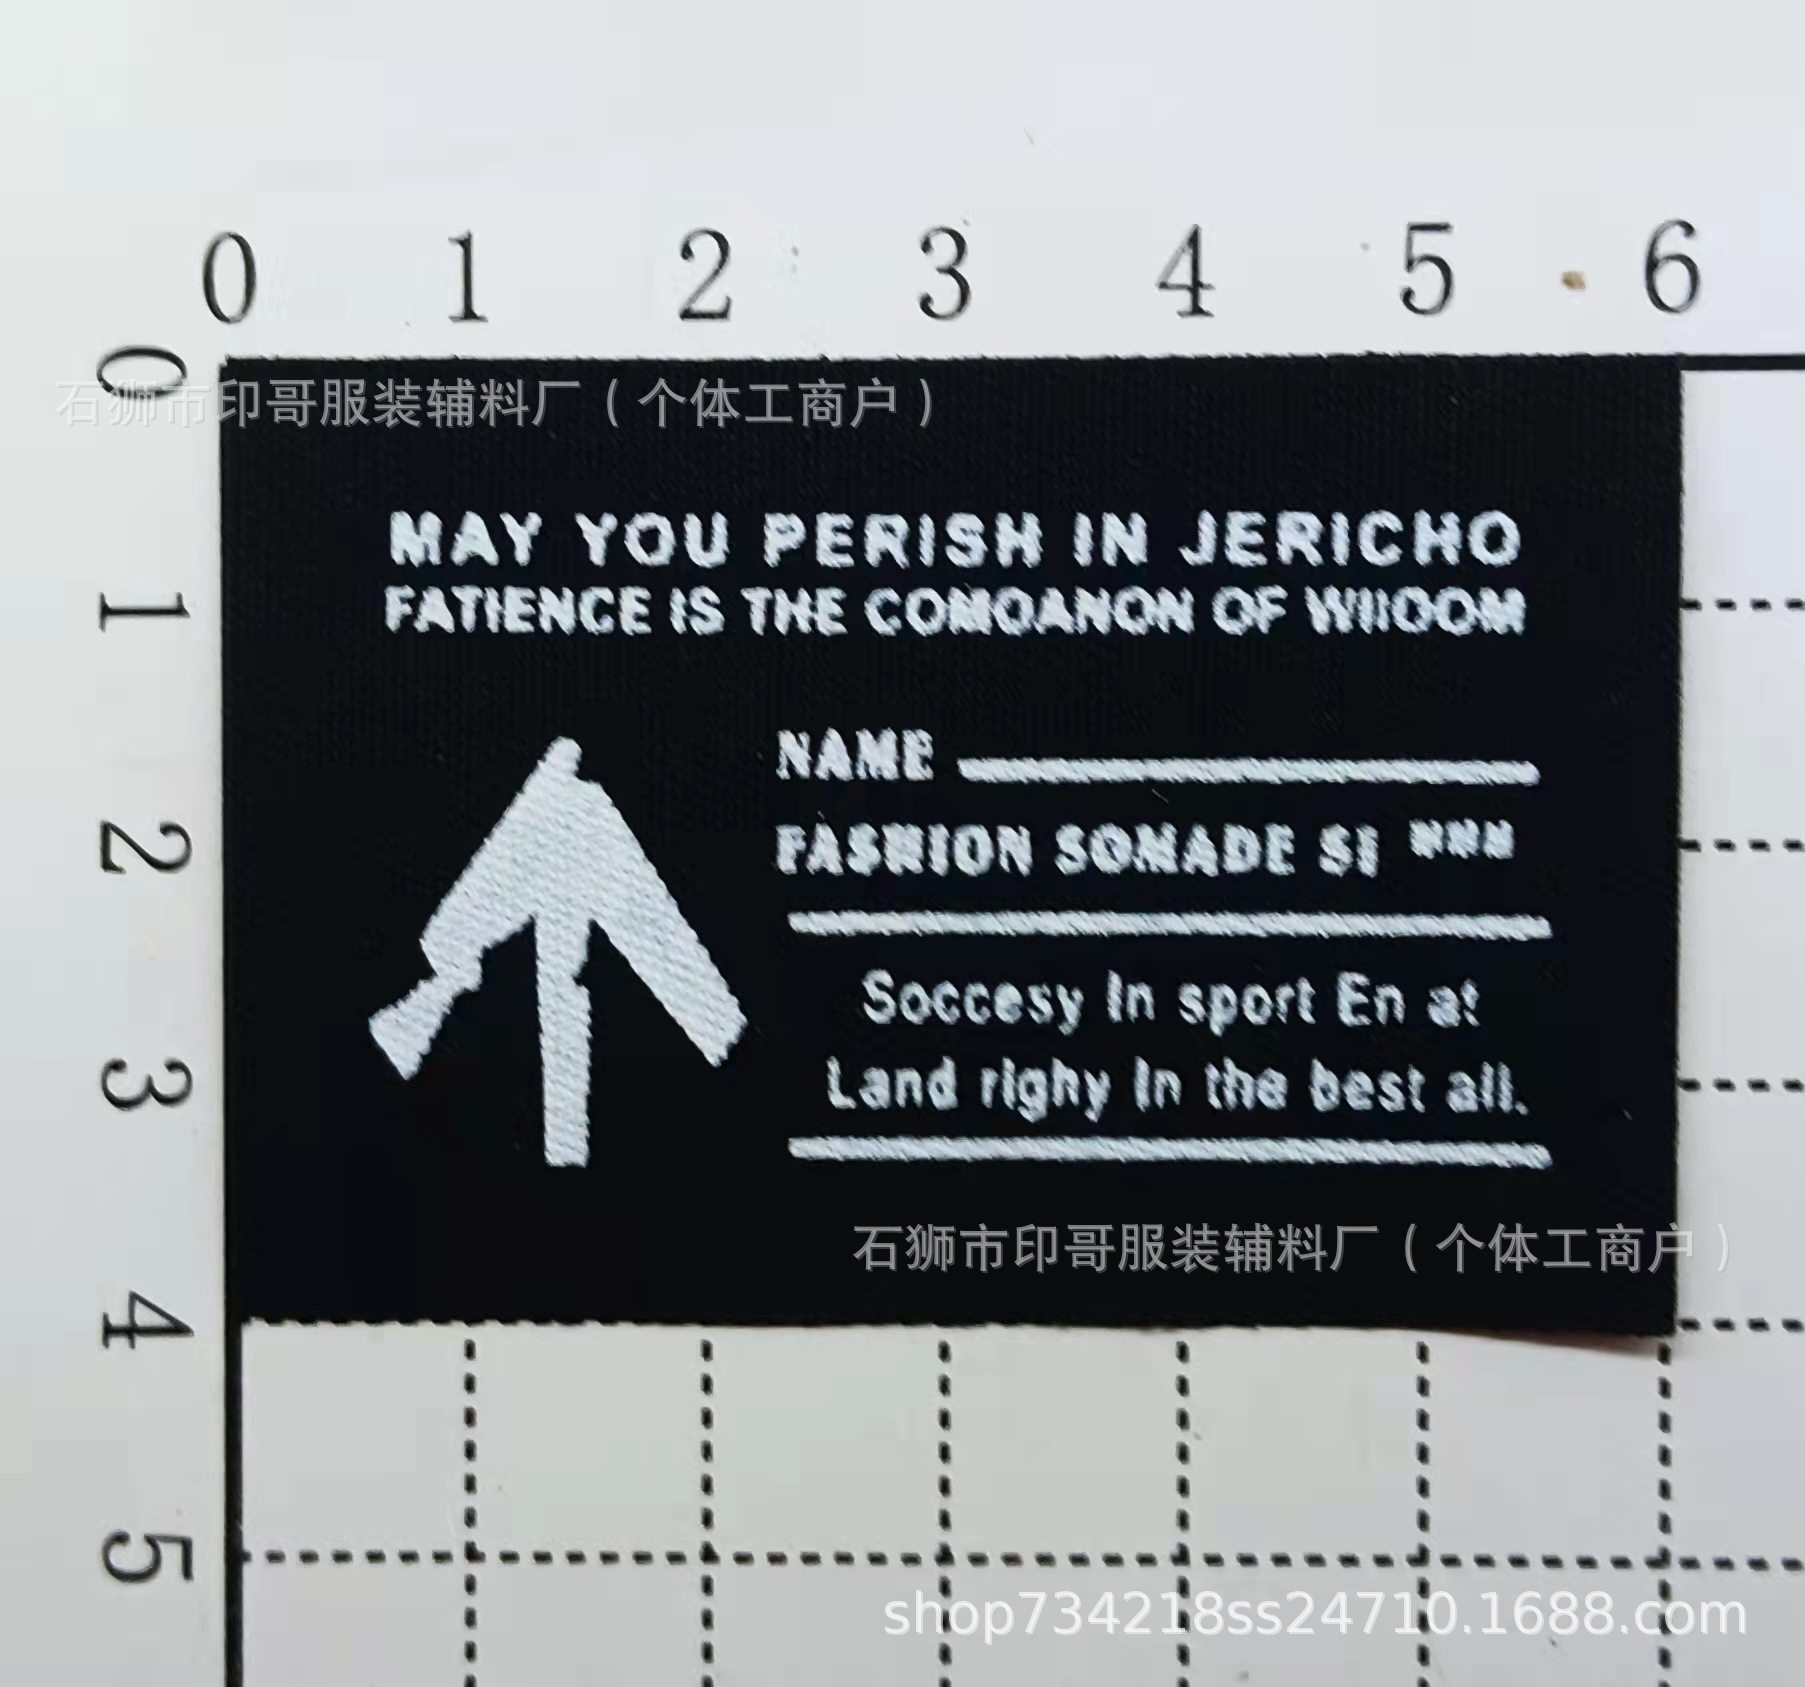 0 1 2 3 4 5 6
0
石狮市印哥服装辅料厂（个体工商户）
MAY YOU PERISH IN JERICHO
FATIENCE IS THE COMOANON OF WIIOOM
1
NAME
2
FASHION SOMADE SI
Soccesy In sport En at
3
Land righy In the best all.
石狮市印哥服装辅料厂（个体工商户）
4
5
shop734218ss24710.1688.com